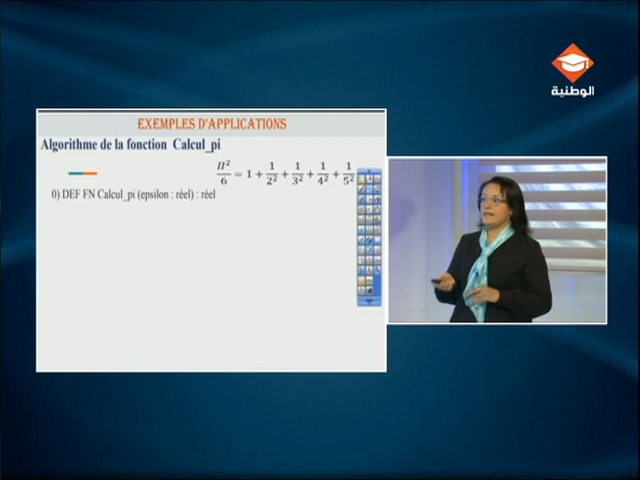 الوطنية
EXEMPLES D'APPLICATIONS
Algorithme de la fonction Calcul_pi
Π²/6 = 1 + 1/2² + 1/3² + 1/4² + 1/5²
0) DEF FN Calcul_pi (epsilon : réel) : réel